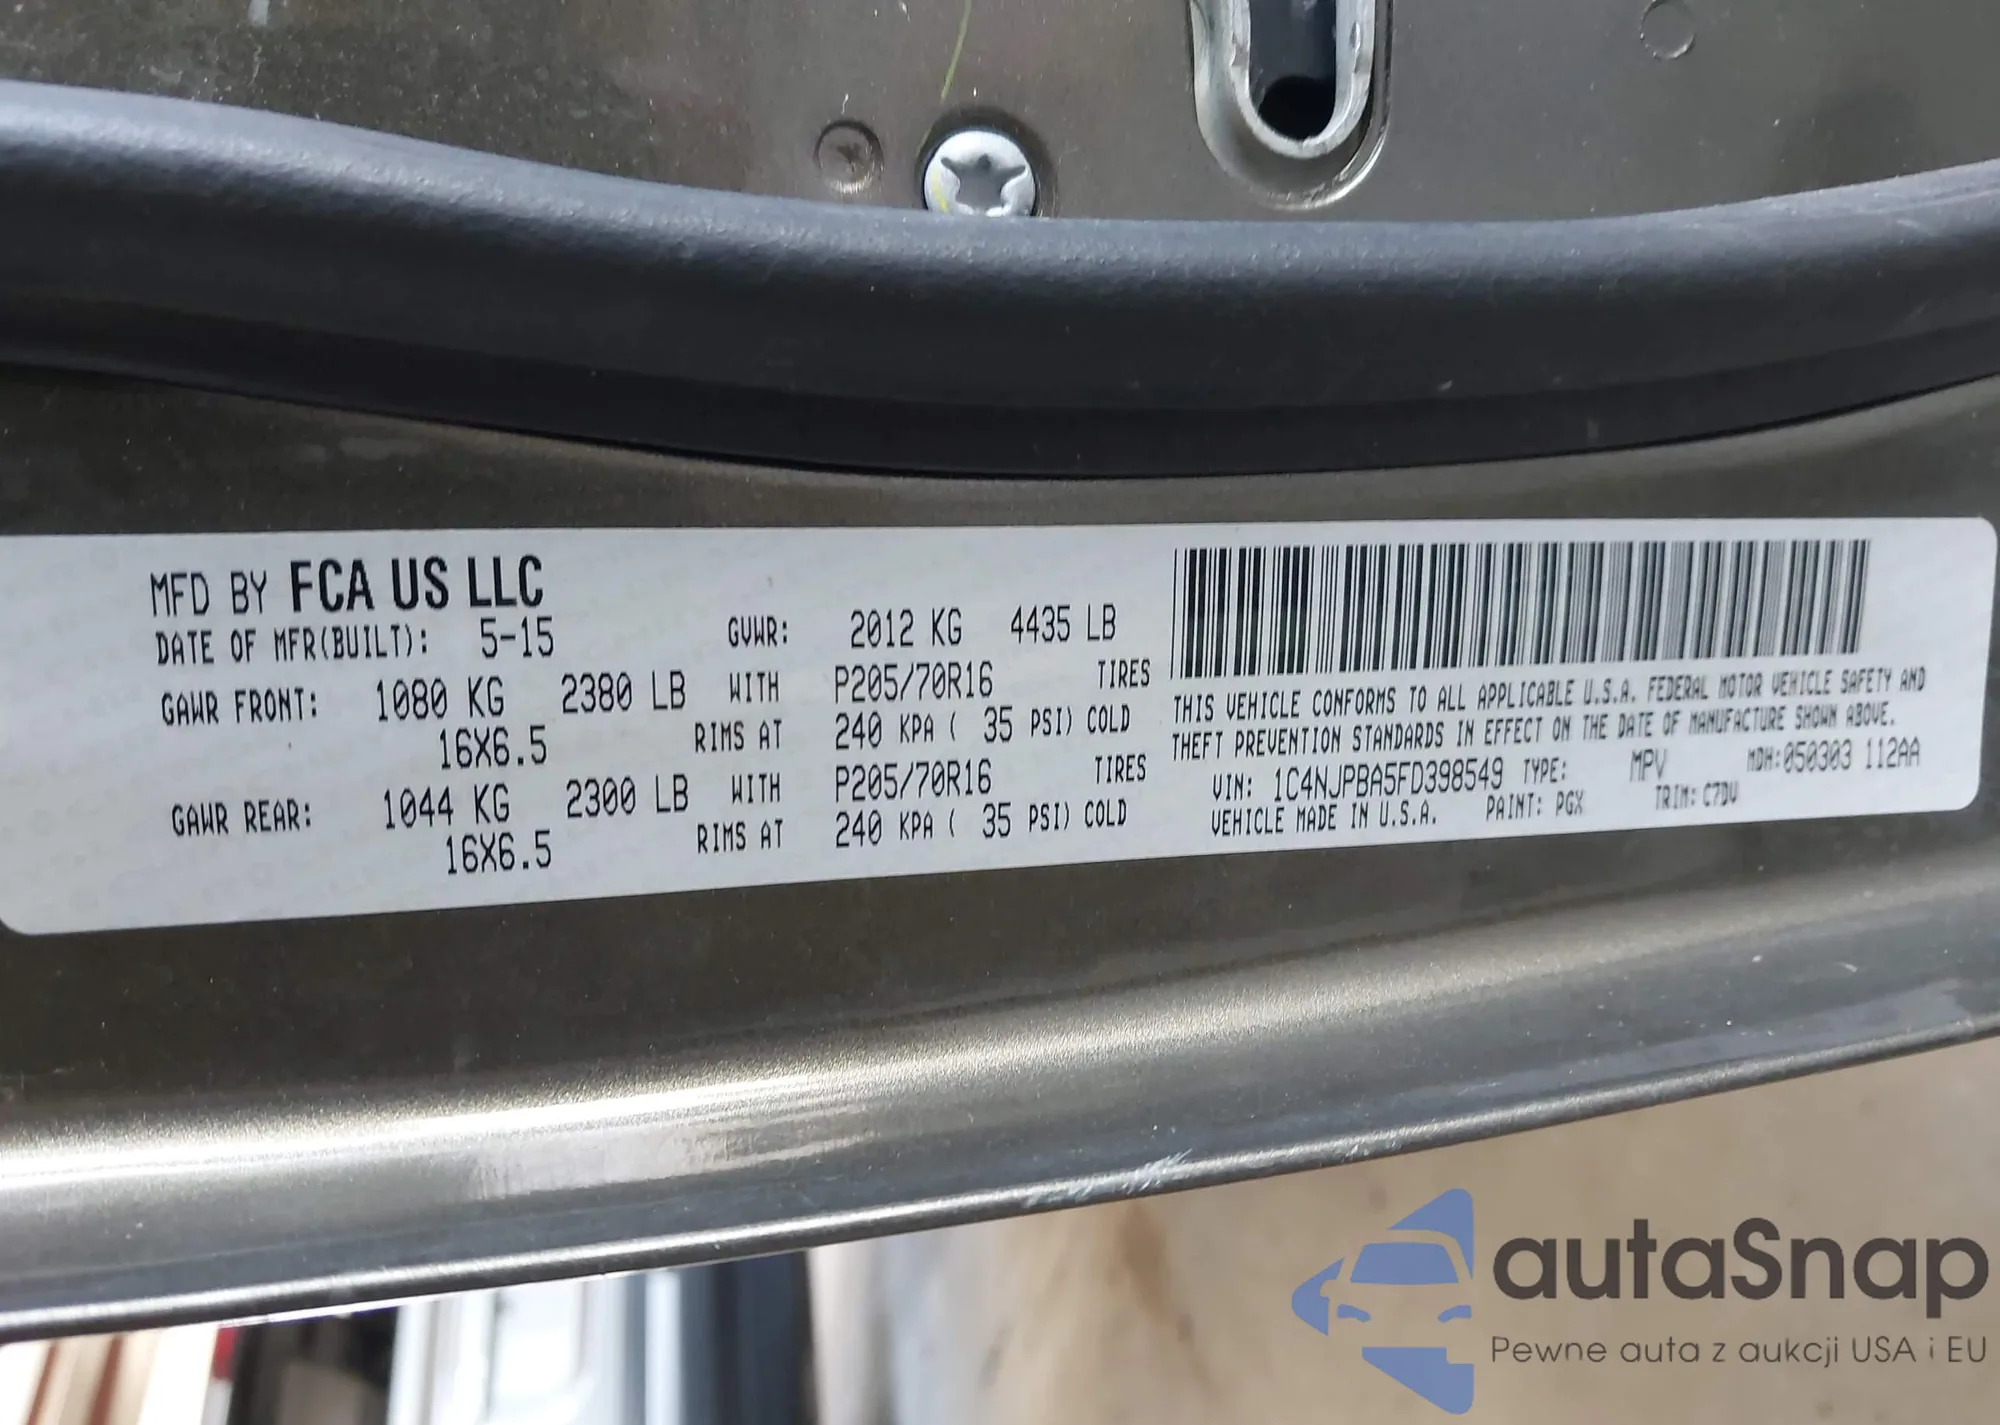 MFD BY FCA US LLC
DATE OF MFR(BUILT): 5-15 GVWR: 2012 KG 4435 LB
GAWR FRONT: 1080 KG 2380 LB WITH P205/70R16 TIRES
16X6.5 RIMS AT 240 KPA ( 35 PSI) COLD
GAWR REAR: 1044 KG 2300 LB WITH P205/70R16 TIRES
16X6.5 RIMS AT 240 KPA ( 35 PSI) COLD
THIS VEHICLE CONFORMS TO ALL APPLICABLE U.S.A. FEDERAL MOTOR VEHICLE SAFETY AND
THEFT PREVENTION STANDARDS IN EFFECT ON THE DATE OF MANUFACTURE SHOWN ABOVE.
VIN: 1C4NJPBA5FD398549 TYPE: MPV MDH:050303 112AA
VEHICLE MADE IN U.S.A. PAINT: PGX TRIM: C7DV
autaSnap
Pewne auta z aukcji USA i EU